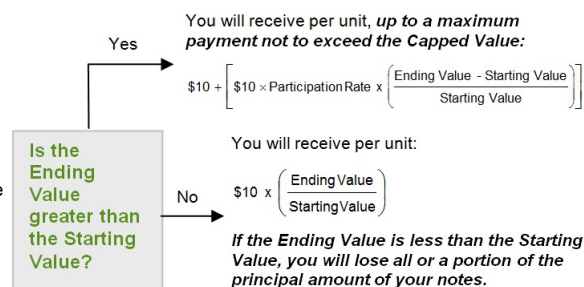 You will receive per unit, up to a maximum
Yes
payment not to exceed the Capped Value:
$10 + [ $10 × Participation Rate x ( Ending Value - Starting Value / Starting Value ) ]
Is the
Ending
Value
greater than
the Starting
Value?
e
No
You will receive per unit:
$10 x ( Ending Value / Starting Value )
If the Ending Value is less than the Starting
Value, you will lose all or a portion of the
principal amount of your notes.